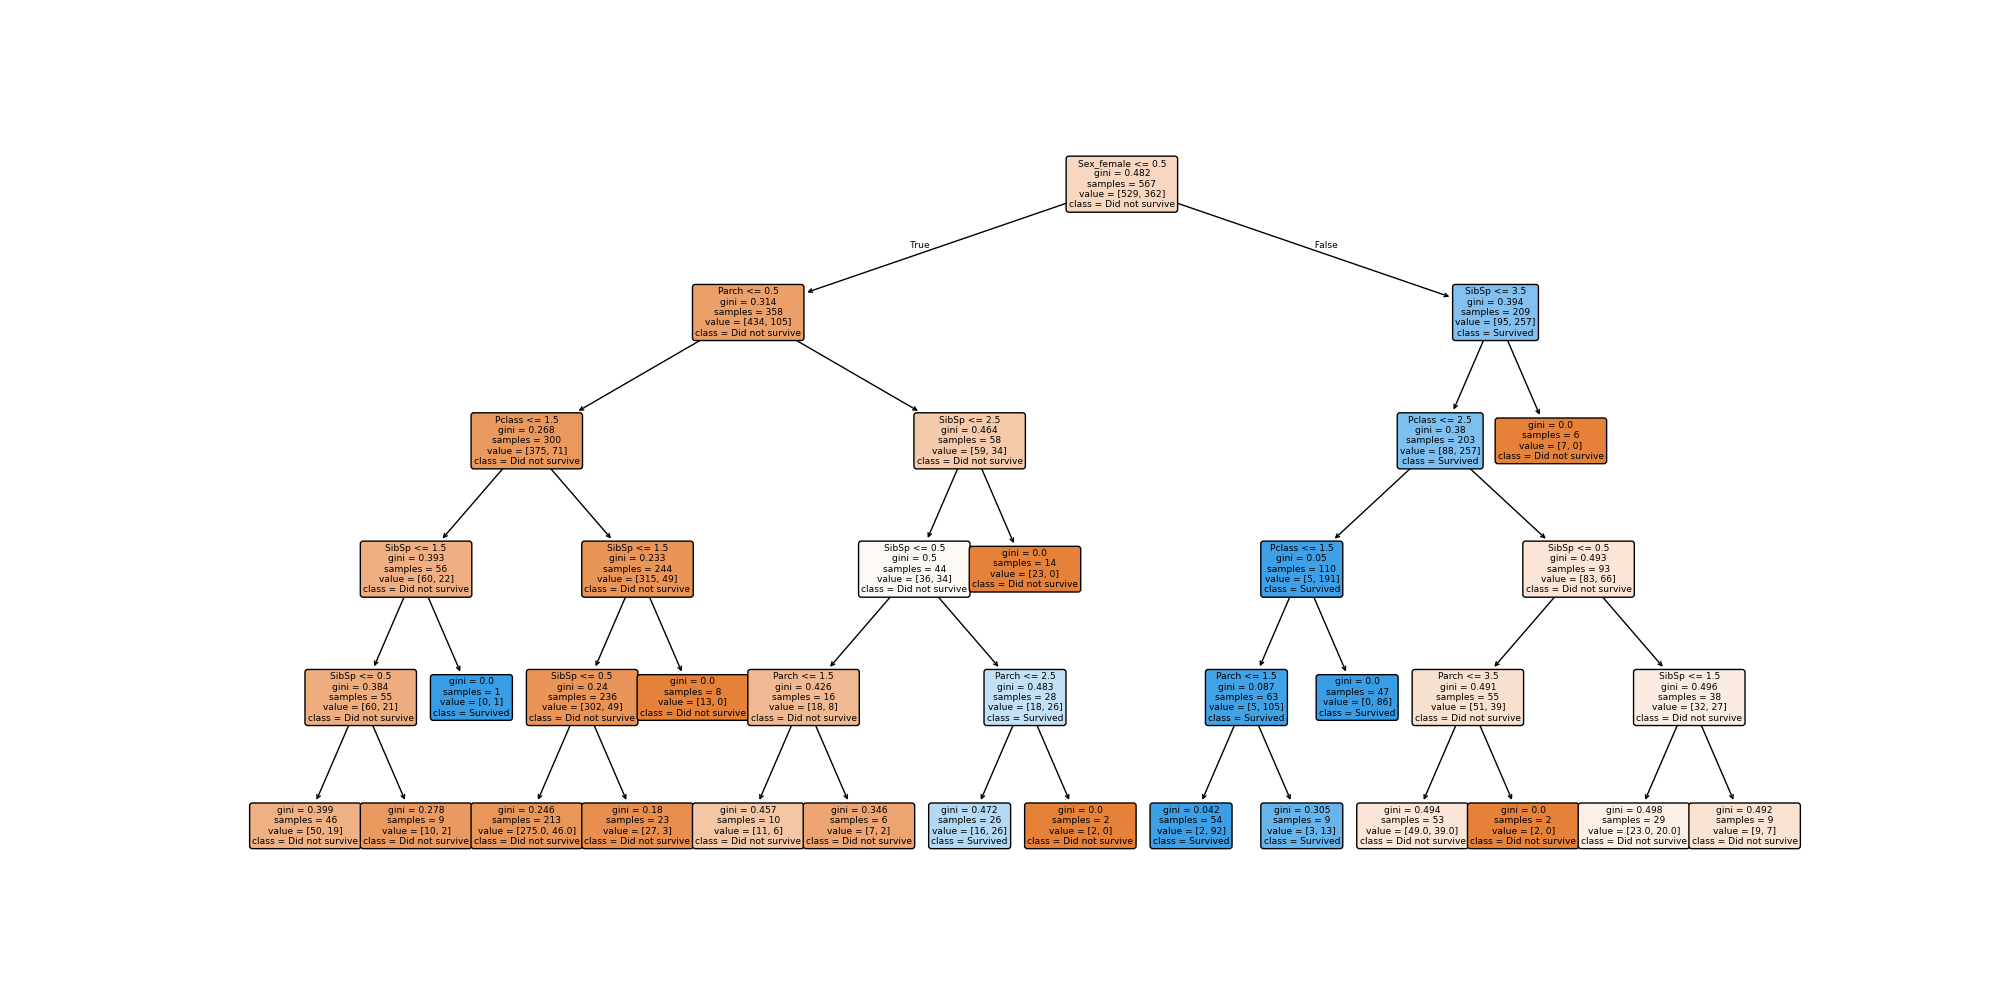 Sex_female <= 0.5
gini = 0.482
samples = 567
value = [529, 362]
class = Did not survive
True
False
Parch <= 0.5
gini = 0.314
samples = 358
value = [434, 105]
class = Did not survive
SibSp <= 3.5
gini = 0.394
samples = 209
value = [95, 257]
class = Survived
Pclass <= 1.5
gini = 0.268
samples = 300
value = [375, 71]
class = Did not survive
SibSp <= 2.5
gini = 0.464
samples = 58
value = [59, 34]
class = Did not survive
Pclass <= 2.5
gini = 0.38
samples = 203
value = [88, 257]
class = Survived
gini = 0.0
samples = 6
value = [7, 0]
class = Did not survive
SibSp <= 1.5
gini = 0.393
samples = 56
value = [60, 22]
class = Did not survive
SibSp <= 1.5
gini = 0.233
samples = 244
value = [315, 49]
class = Did not survive
SibSp <= 0.5
gini = 0.5
samples = 44
value = [36, 34]
class = Did not survive
gini = 0.0
samples = 14
value = [23, 0]
class = Did not survive
Pclass <= 1.5
gini = 0.05
samples = 110
value = [5, 191]
class = Survived
SibSp <= 0.5
gini = 0.493
samples = 93
value = [83, 66]
class = Did not survive
SibSp <= 0.5
gini = 0.384
samples = 55
value = [60, 21]
class = Did not survive
gini = 0.0
samples = 1
value = [0, 1]
class = Survived
SibSp <= 0.5
gini = 0.24
samples = 236
value = [302, 49]
class = Did not survive
gini = 0.0
samples = 8
value = [13, 0]
class = Did not survive
Parch <= 1.5
gini = 0.426
samples = 16
value = [18, 8]
class = Did not survive
Parch <= 2.5
gini = 0.483
samples = 28
value = [18, 26]
class = Survived
Parch <= 1.5
gini = 0.087
samples = 63
value = [5, 105]
class = Survived
gini = 0.0
samples = 47
value = [0, 86]
class = Survived
Parch <= 3.5
gini = 0.491
samples = 55
value = [51, 39]
class = Did not survive
SibSp <= 1.5
gini = 0.496
samples = 38
value = [32, 27]
class = Did not survive
gini = 0.399
samples = 46
value = [50, 19]
class = Did not survive
gini = 0.278
samples = 9
value = [10, 2]
class = Did not survive
gini = 0.246
samples = 213
value = [275.0, 46.0]
class = Did not survive
gini = 0.18
samples = 23
value = [27, 3]
class = Did not survive
gini = 0.457
samples = 10
value = [11, 6]
class = Did not survive
gini = 0.346
samples = 6
value = [7, 2]
class = Did not survive
gini = 0.472
samples = 26
value = [16, 26]
class = Survived
gini = 0.0
samples = 2
value = [2, 0]
class = Did not survive
gini = 0.042
samples = 54
value = [2, 92]
class = Survived
gini = 0.305
samples = 9
value = [3, 13]
class = Survived
gini = 0.494
samples = 53
value = [49.0, 39.0]
class = Did not survive
gini = 0.0
samples = 2
value = [2, 0]
class = Did not survive
gini = 0.498
samples = 29
value = [23.0, 20.0]
class = Did not survive
gini = 0.492
samples = 9
value = [9, 7]
class = Did not survive